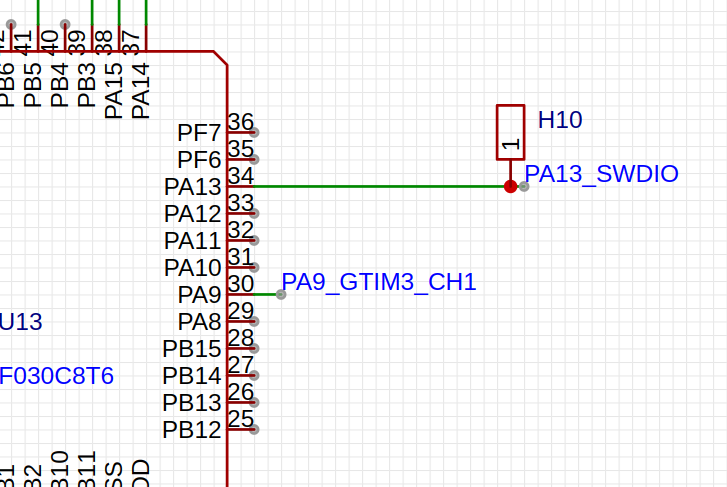 41
40
39
38
37
PB6
PB5
PB4
PB3
PA15
PA14
36
PF7
35
PF6
34
PA13
33
PA12
32
PA11
31
PA10
30
PA9
29
PA8
28
PB15
27
PB14
26
PB13
25
PB12
H10
1
PA13_SWDIO
PA9_GTIM3_CH1
U13
F030C8T6
B1
B2
B10
B11
SS
DD